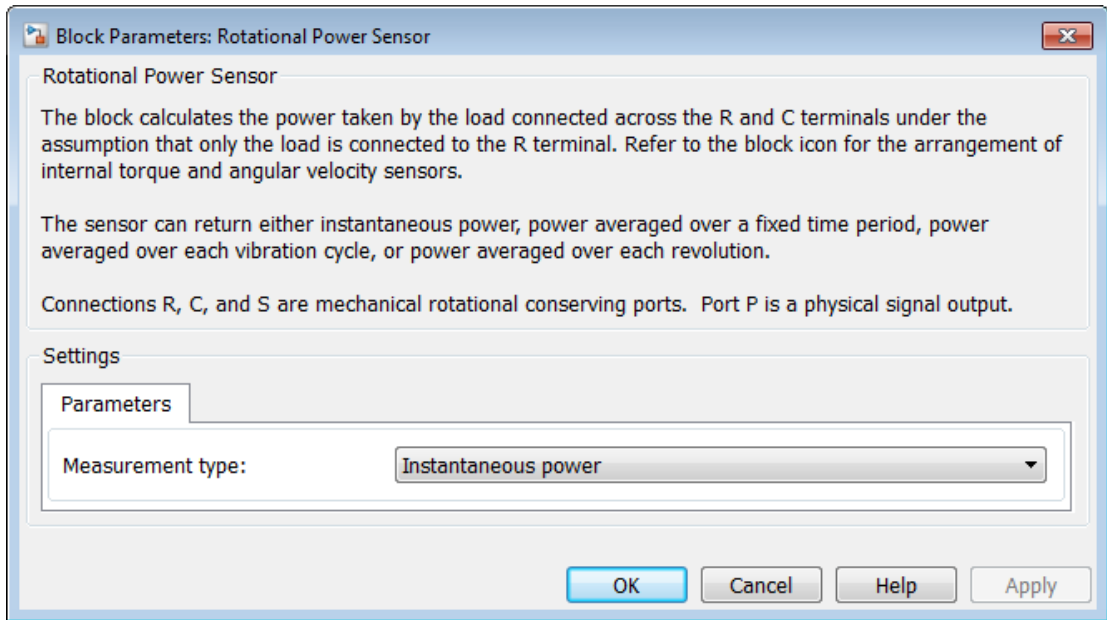 Block Parameters: Rotational Power Sensor
Rotational Power Sensor
The block calculates the power taken by the load connected across the R and C terminals under the
assumption that only the load is connected to the R terminal. Refer to the block icon for the arrangement of
internal torque and angular velocity sensors.
The sensor can return either instantaneous power, power averaged over a fixed time period, power
averaged over each vibration cycle, or power averaged over each revolution.
Connections R, C, and S are mechanical rotational conserving ports.  Port P is a physical signal output.
Settings
Parameters
Measurement type: Instantaneous power
OK Cancel Help Apply